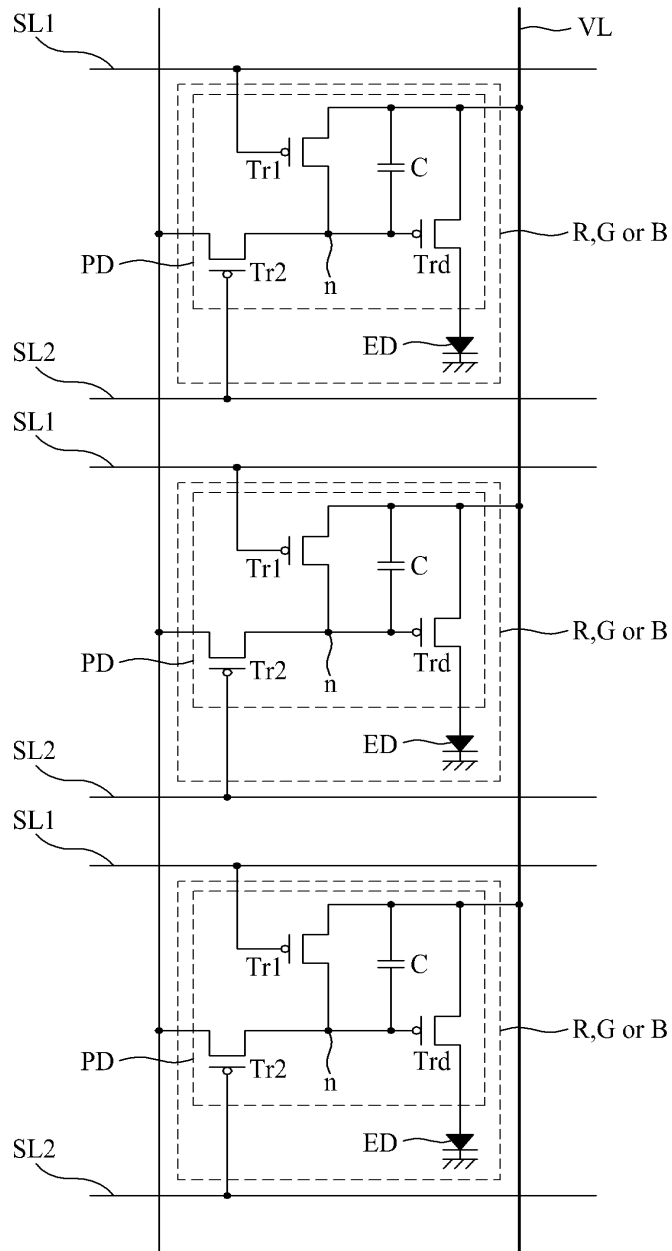 SL1
VL
Tr1
C
R,G or B
PD
Tr2
n
Trd
ED
SL2
SL1
Tr1
C
R,G or B
PD
Tr2
n
Trd
ED
SL2
SL1
Tr1
C
R,G or B
PD
Tr2
n
Trd
ED
SL2